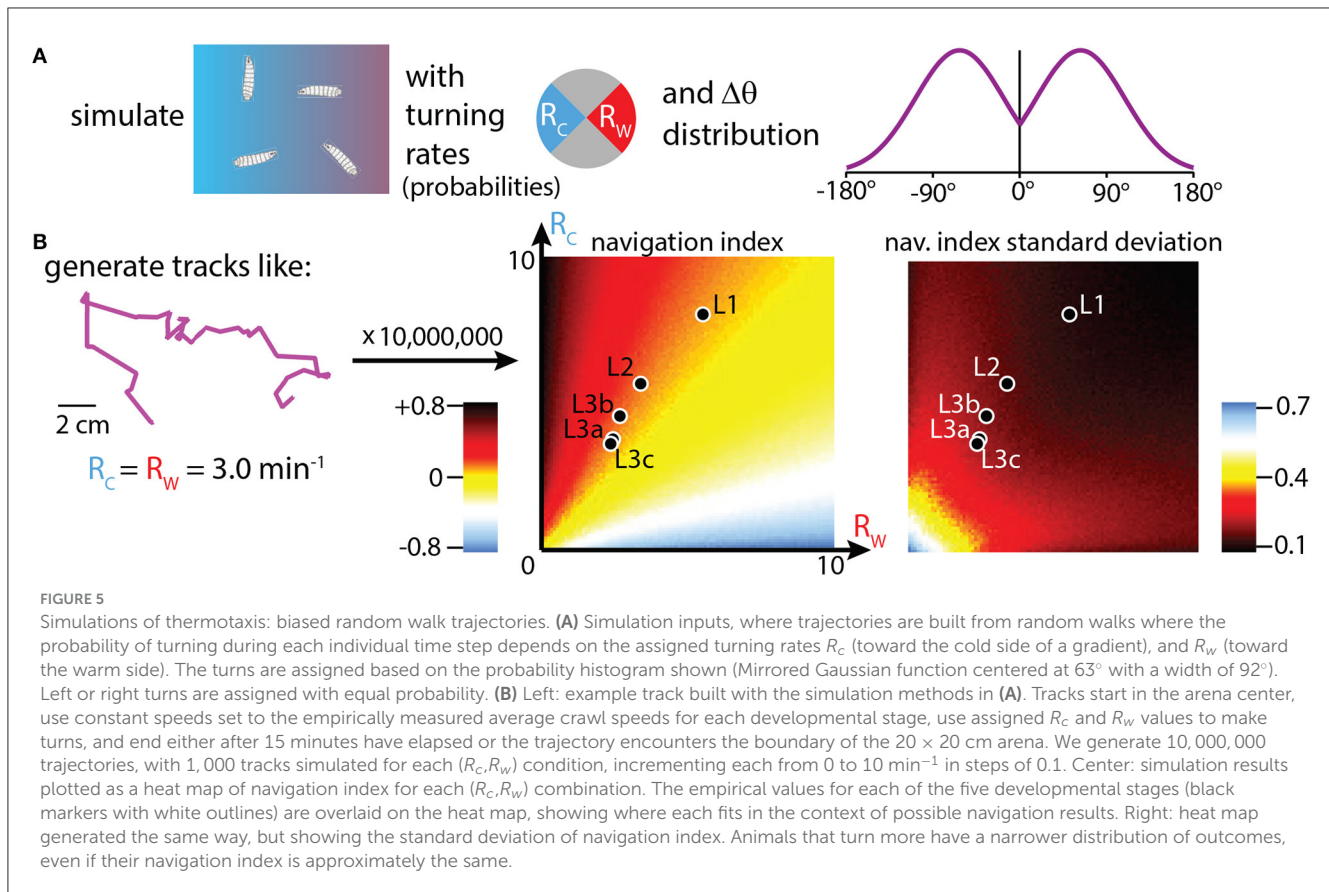 A
simulate
with
turning
rates
(probabilities)
R_C
R_W
and Δθ
distribution
-180°
-90°
0°
90°
180°
B
generate tracks like:
2 cm
R_C = R_W = 3.0 min⁻¹
x 10,000,000
+0.8
0
-0.8
R_C
navigation index
10
L1
L2
L3b
L3a
L3c
R_W
0
10
nav. index standard deviation
L1
L2
L3b
L3a
L3c
0.7
0.4
0.1
FIGURE 5
Simulations of thermotaxis: biased random walk trajectories. (A) Simulation inputs, where trajectories are built from random walks where the
probability of turning during each individual time step depends on the assigned turning rates R_c (toward the cold side of a gradient), and R_w (toward
the warm side). The turns are assigned based on the probability histogram shown (Mirrored Gaussian function centered at 63° with a width of 92°).
Left or right turns are assigned with equal probability. (B) Left: example track built with the simulation methods in (A). Tracks start in the arena center,
use constant speeds set to the empirically measured average crawl speeds for each developmental stage, use assigned R_c and R_w values to make
turns, and end either after 15 minutes have elapsed or the trajectory encounters the boundary of the 20 × 20 cm arena. We generate 10,000,000
trajectories, with 1,000 tracks simulated for each (R_c,R_w) condition, incrementing each from 0 to 10 min⁻¹ in steps of 0.1. Center: simulation results
plotted as a heat map of navigation index for each (R_c,R_w) combination. The empirical values for each of the five developmental stages (black
markers with white outlines) are overlaid on the heat map, showing where each fits in the context of possible navigation results. Right: heat map
generated the same way, but showing the standard deviation of navigation index. Animals that turn more have a narrower distribution of outcomes,
even if their navigation index is approximately the same.